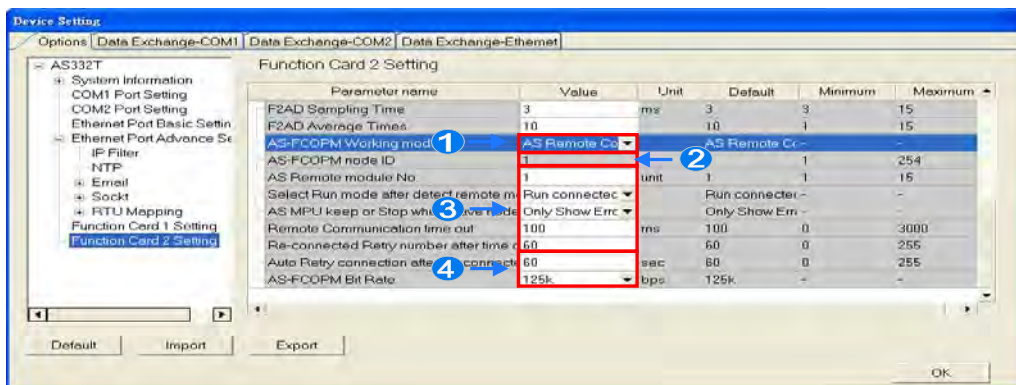 Device Setting
Options Data Exchange-COM1 Data Exchange-COM2 Data Exchange-Ethernet
AS332T
System Information
COM1 Port Setting
COM2 Port Setting
Ethernet Port Basic Settin
Ethernet Port Advance Se
IP Filter
NTP
Email
Sockt
RTU Mapping
Function Card 1 Setting
Function Card 2 Setting
Function Card 2 Setting
Parameter name Value Unit Default Minimum Maximum
F2AD Sampling Time 3 ms 3 3 15
F2AD Average Times 10 10 1 15
AS-FCOPM Working mod 1 AS Remote Co AS Remote Co -
AS-FCOPM node ID 1 2 1 254
AS Remote module No. 1 unit 1 1 15
Select Run mode after detect remote m Run connectec Run connecter - -
AS MPU keep or Stop wh 3 ve node Only Show Erro Only Show Erro - -
Remote Communication time out 100 ms 100 0 3000
Re-connected Retry number after time o 60 60 0 255
Auto Retry connection afte 4 connecte 60 sec 60 0 255
AS-FCOPM Bit Rate 125k bps 125k - -
Default Import Export
OK